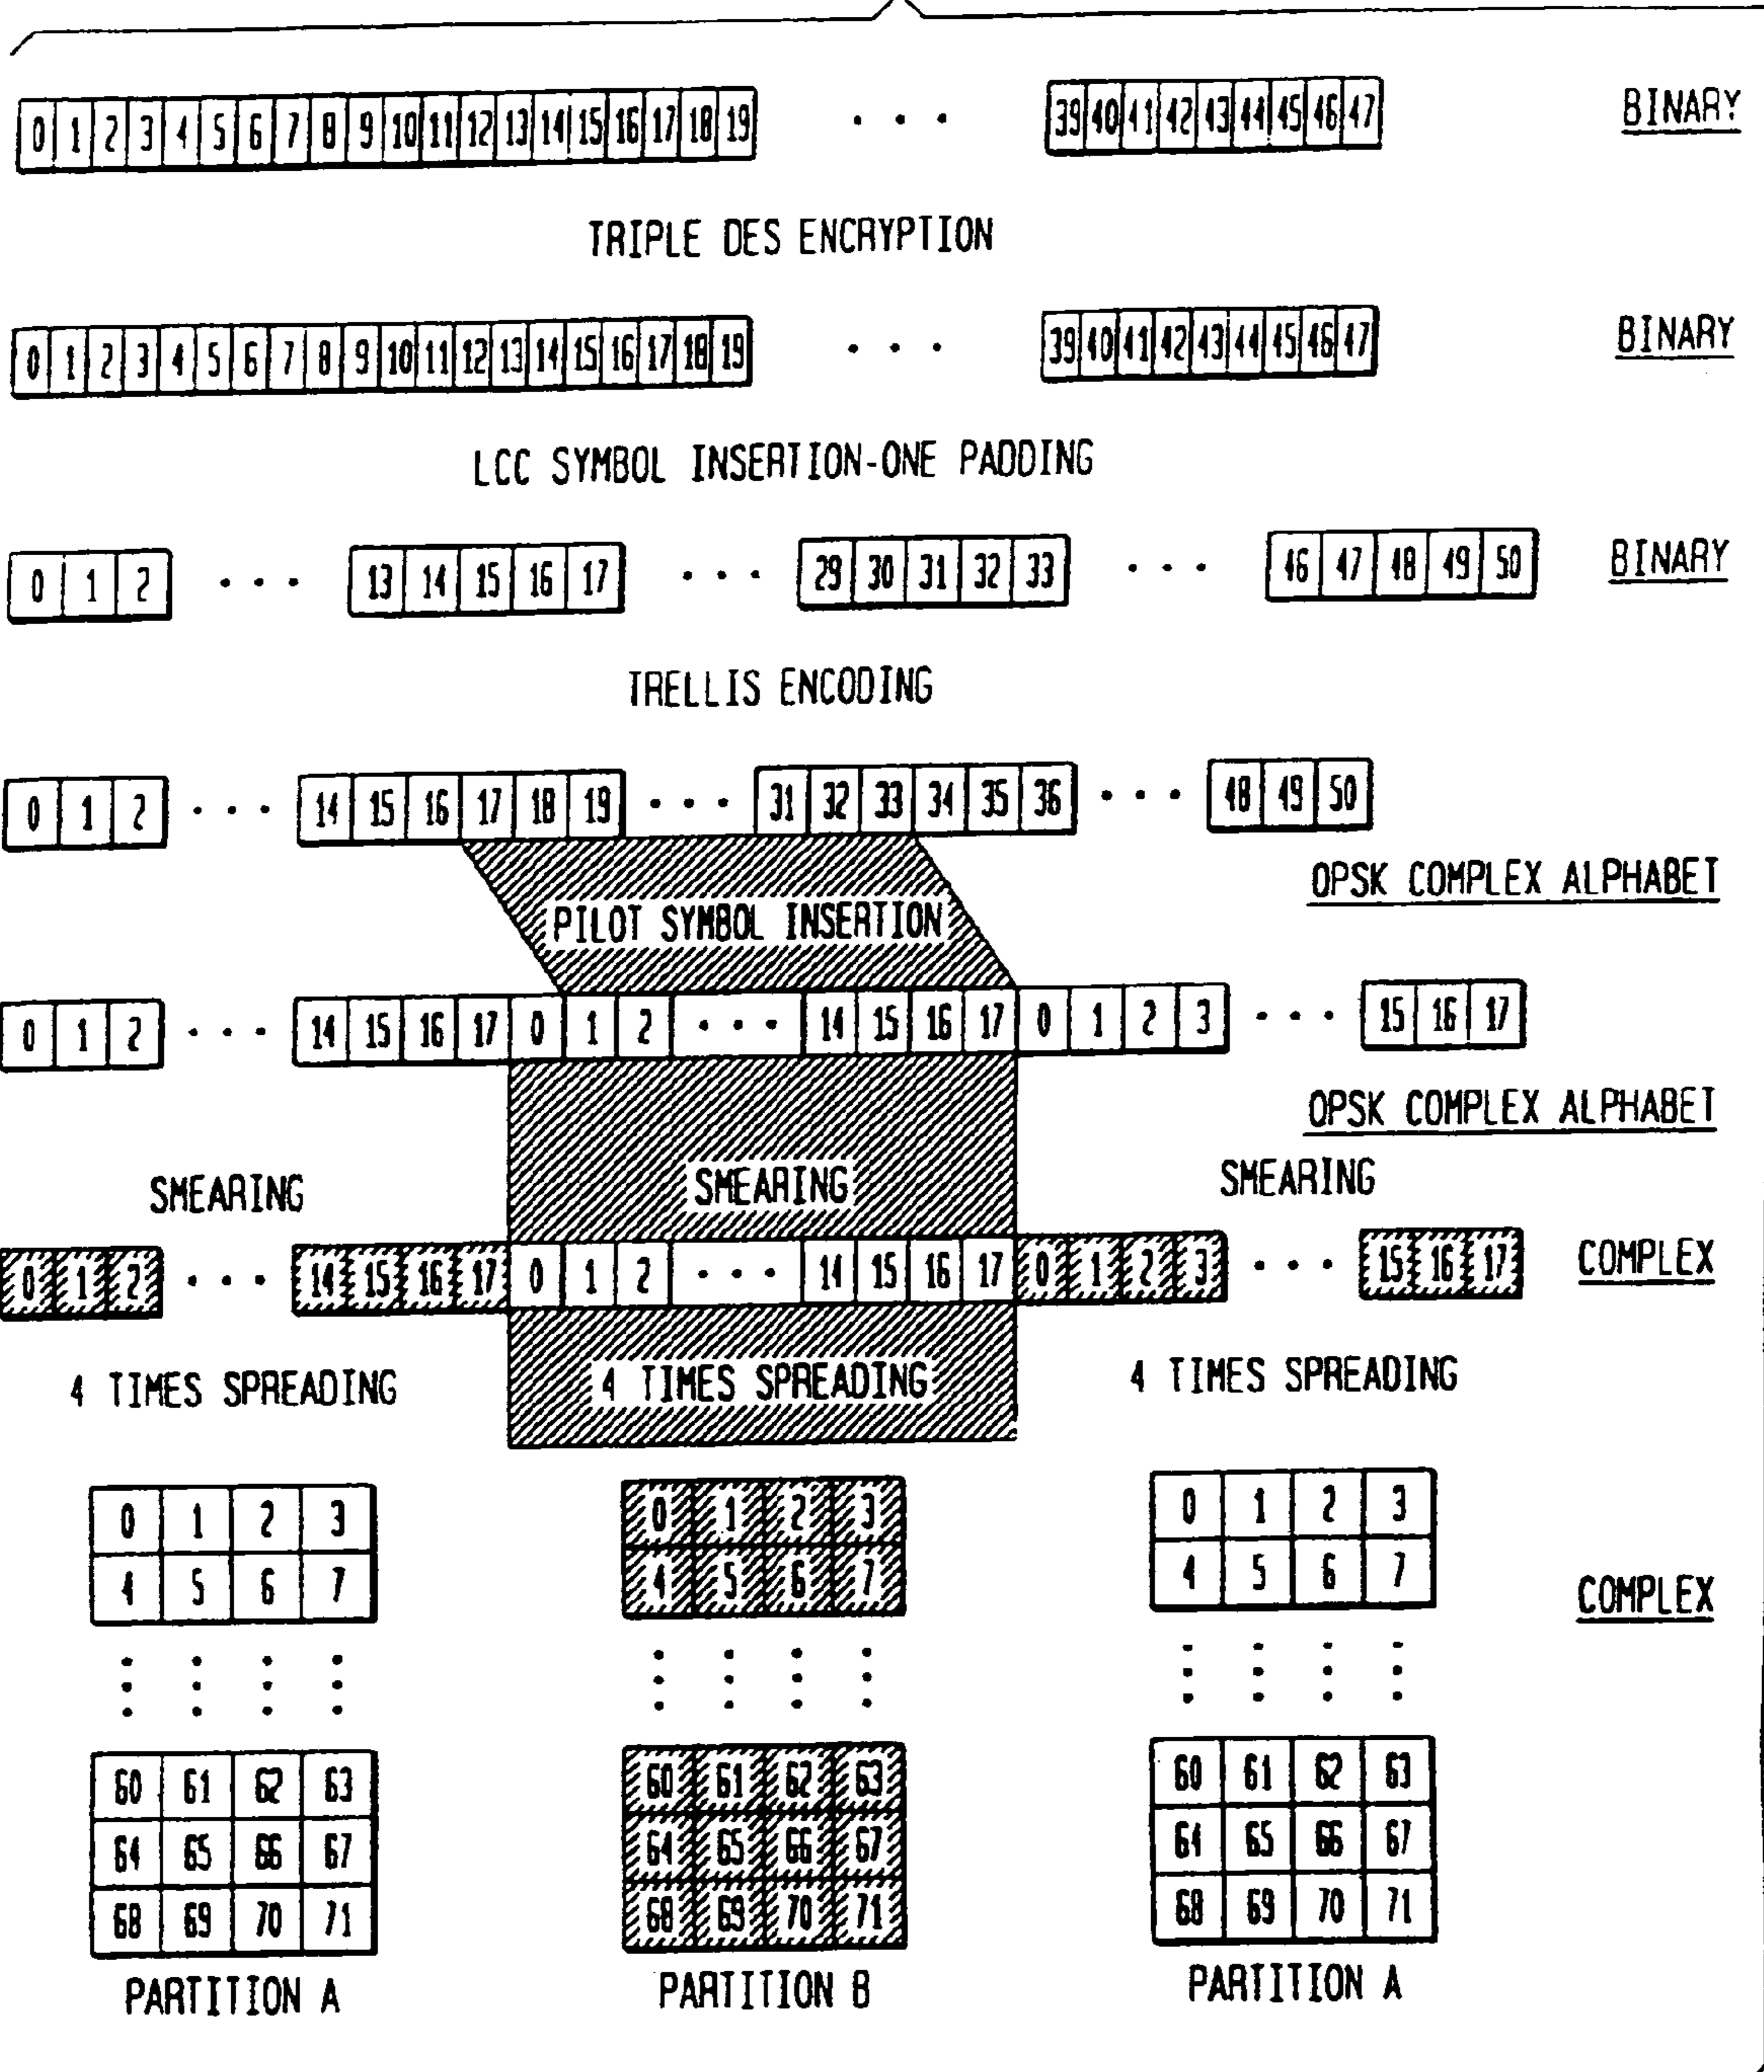 0 1 2 3 4 5 6 7 8 9 10 11 12 13 14 15 16 17 18 19 . . . 39 40 41 42 43 44 45 46 47 BINARY
TRIPLE DES ENCRYPTION
0 1 2 3 4 5 6 7 8 9 10 11 12 13 14 15 16 17 18 19 . . . 39 40 41 42 43 44 45 46 47 BINARY
LCC SYMBOL INSERTION-ONE PADDING
0 1 2 . . . 13 14 15 16 17 . . . 29 30 31 32 33 . . . 46 47 48 49 50 BINARY
TRELLIS ENCODING
0 1 2 . . . 14 15 16 17 18 19 . . . 31 32 33 34 35 36 . . . 48 49 50
QPSK COMPLEX ALPHABET
PILOT SYMBOL INSERTION
0 1 2 . . . 14 15 16 17 0 1 2 . . . 14 15 16 17 0 1 2 3 . . . 15 16 17
QPSK COMPLEX ALPHABET
SMEARING SMEARING SMEARING
0 1 2 . . . 14 15 16 17 0 1 2 . . . 14 15 16 17 0 1 2 3 . . . 15 16 17 COMPLEX
4 TIMES SPREADING 4 TIMES SPREADING 4 TIMES SPREADING
0 1 2 3 0 1 2 3 0 1 2 3
4 5 6 7 4 5 6 7 4 5 6 7
COMPLEX
60 61 62 63 60 61 62 63 60 61 62 63
64 65 66 67 64 65 66 67 64 65 66 67
68 69 70 71 68 69 70 71 68 69 70 71
PARTITION A PARTITION B PARTITION A